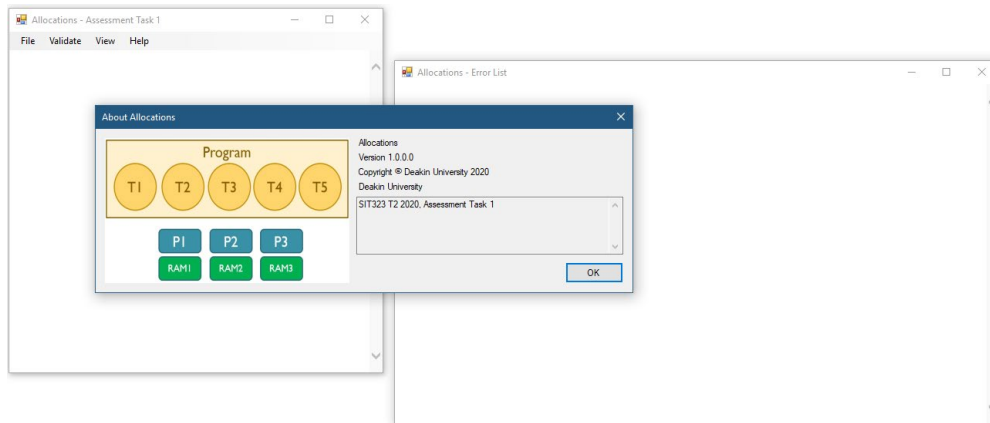 Allocations - Assessment Task 1
File Validate View Help
Allocations - Error List
About Allocations
Program
T1 T2 T3 T4 T5
P1 P2 P3
RAM1 RAM2 RAM3
Allocations
Version 1.0.0.0
Copyright © Deakin University 2020
Deakin University
SIT323 T2 2020, Assessment Task 1
OK